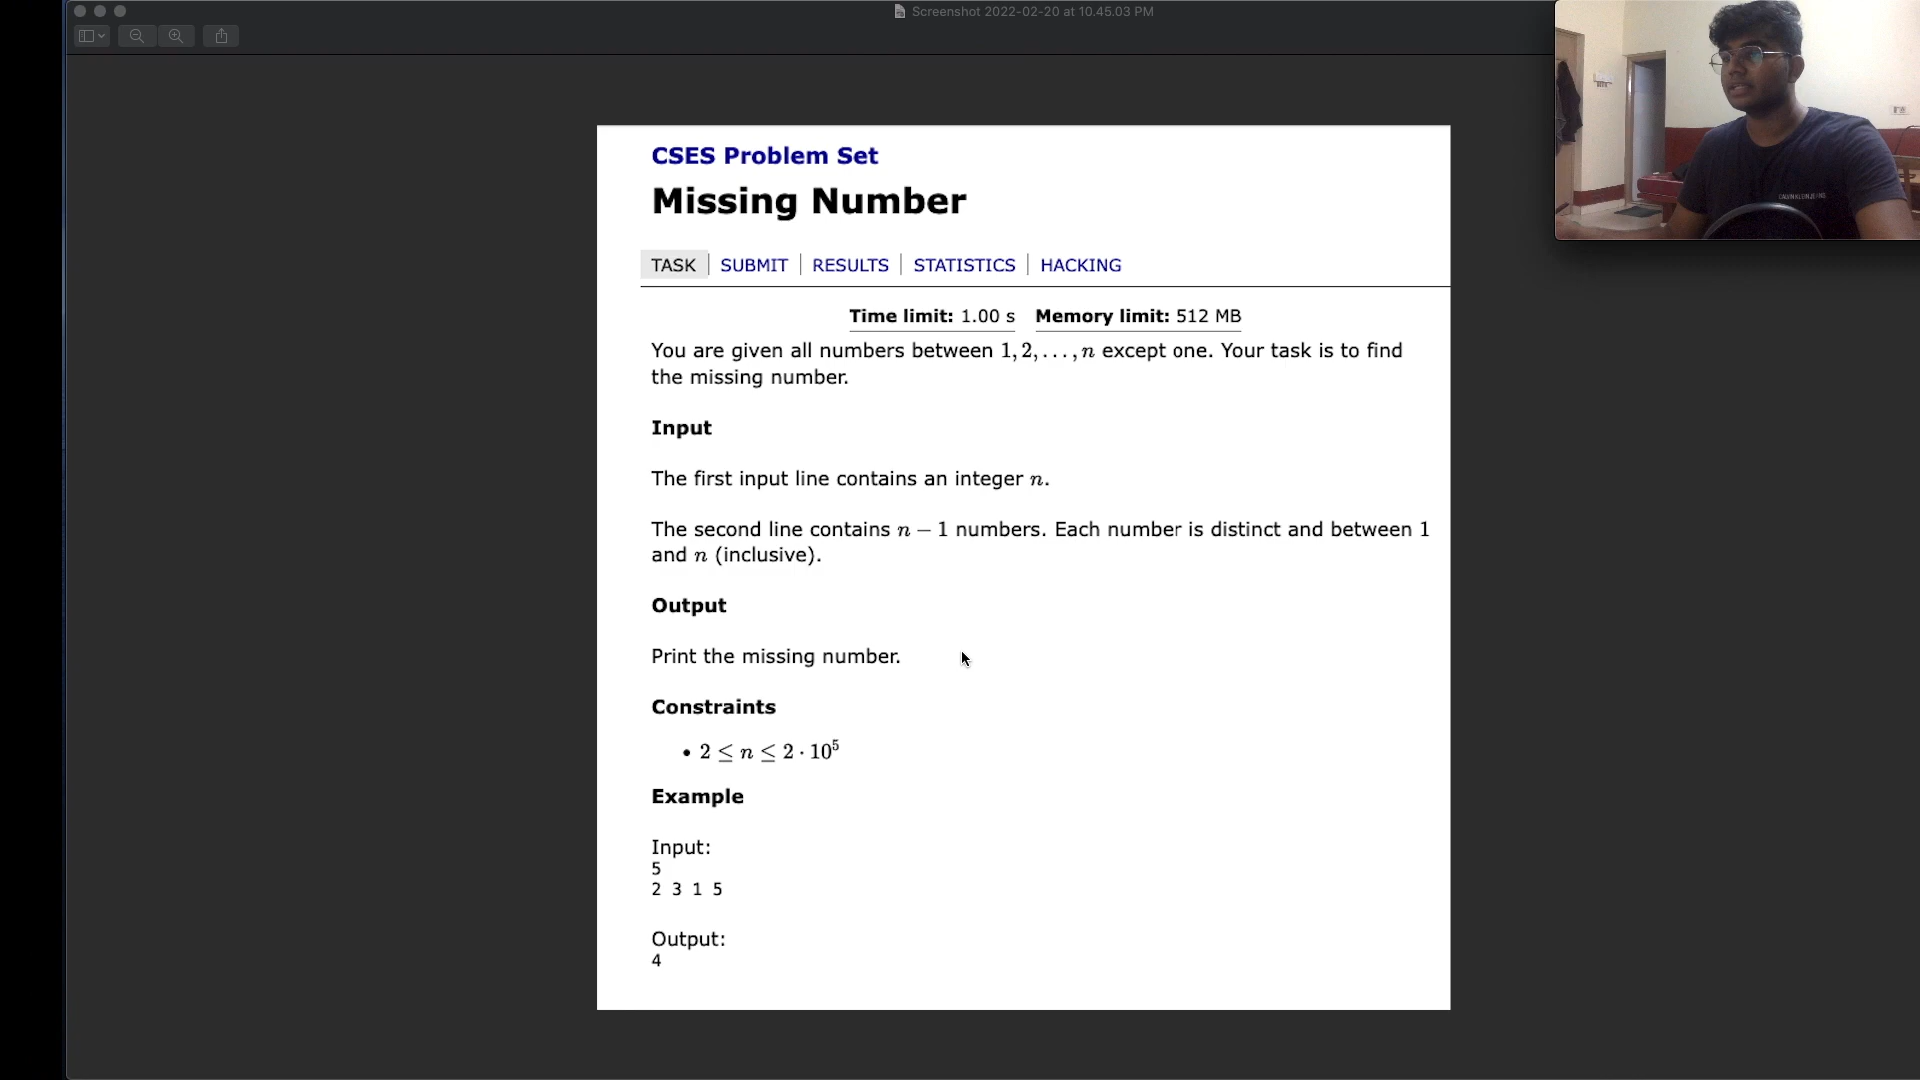 Screenshot 2022-02-20 at 10.45.03 PM
CSES Problem Set
Missing Number
TASK SUBMIT RESULTS STATISTICS HACKING
Time limit: 1.00 s Memory limit: 512 MB
You are given all numbers between 1, 2, . . . , n except one. Your task is to find
the missing number.
Input
The first input line contains an integer n.
The second line contains n − 1 numbers. Each number is distinct and between 1
and n (inclusive).
Output
Print the missing number.
Constraints
• 2 ≤ n ≤ 2 · 10⁵
Example
Input:
5
2 3 1 5
Output:
4